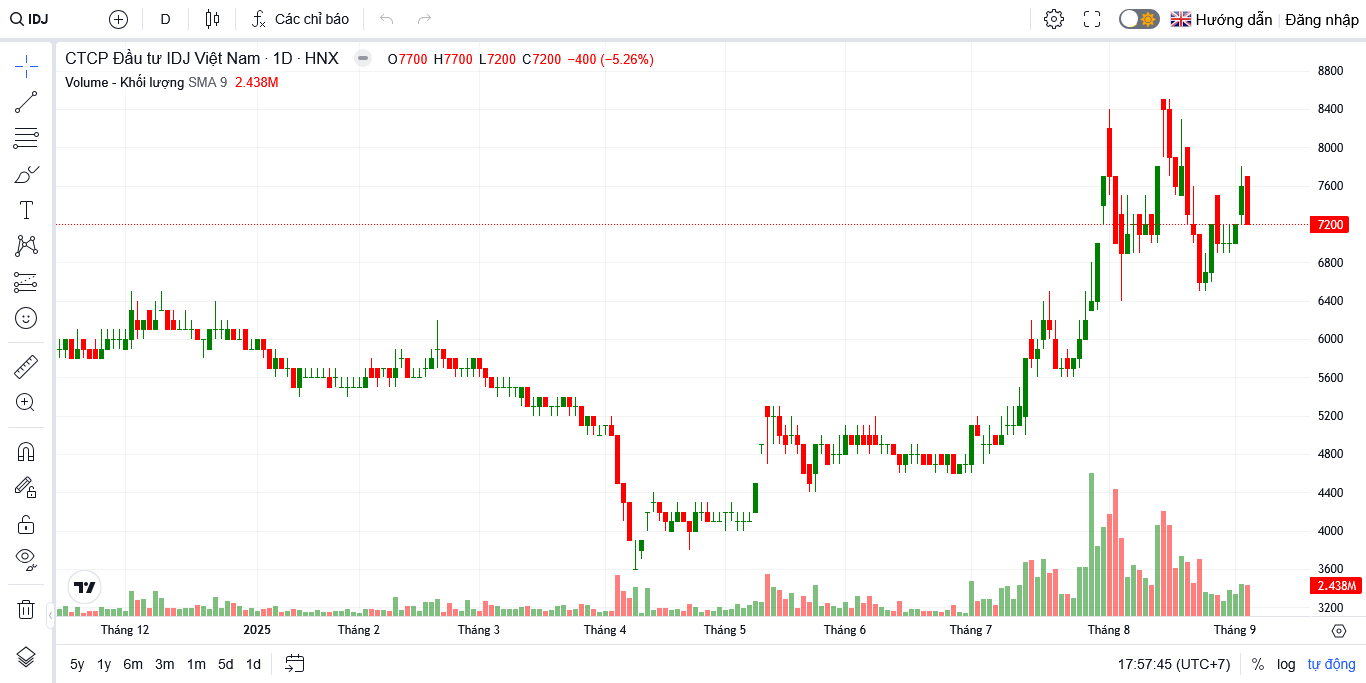 IDJ D Các chỉ báo Hướng dẫn Đăng nhập
CTCP Đầu tư IDJ Việt Nam · 1D · HNX O7700 H7700 L7200 C7200 −400 (−5.26%)
Volume - Khối lượng SMA 9 2.438M
8800
8400
8000
7600
7200
6800
6400
6000
5600
5200
4800
4400
4000
3600
2.438M
3200
Tháng 12 2025 Tháng 2 Tháng 3 Tháng 4 Tháng 5 Tháng 6 Tháng 7 Tháng 8 Tháng 9
5y 1y 6m 3m 1m 5d 1d 17:57:45 (UTC+7) % log tự động